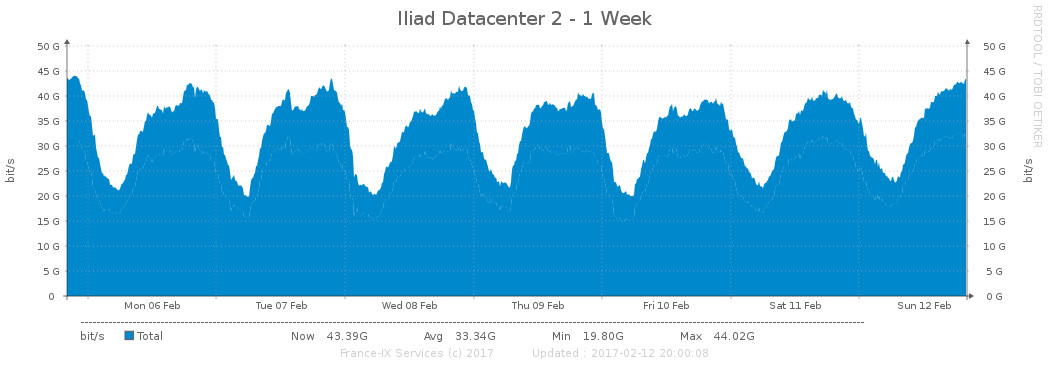 Iliad Datacenter 2 - 1 Week
RRDTOOL / TOBI OETIKER
bit/s
bit/s
50 G 50 G
45 G 45 G
40 G 40 G
35 G 35 G
30 G 30 G
25 G 25 G
20 G 20 G
15 G 15 G
10 G 10 G
5 G 5 G
0 0 G
Mon 06 Feb Tue 07 Feb Wed 08 Feb Thu 09 Feb Fri 10 Feb Sat 11 Feb Sun 12 Feb
bit/s Total Now 43.39G Avg 33.34G Min 19.80G Max 44.02G
France-IX Services (c) 2017 Updated : 2017-02-12 20:00:08